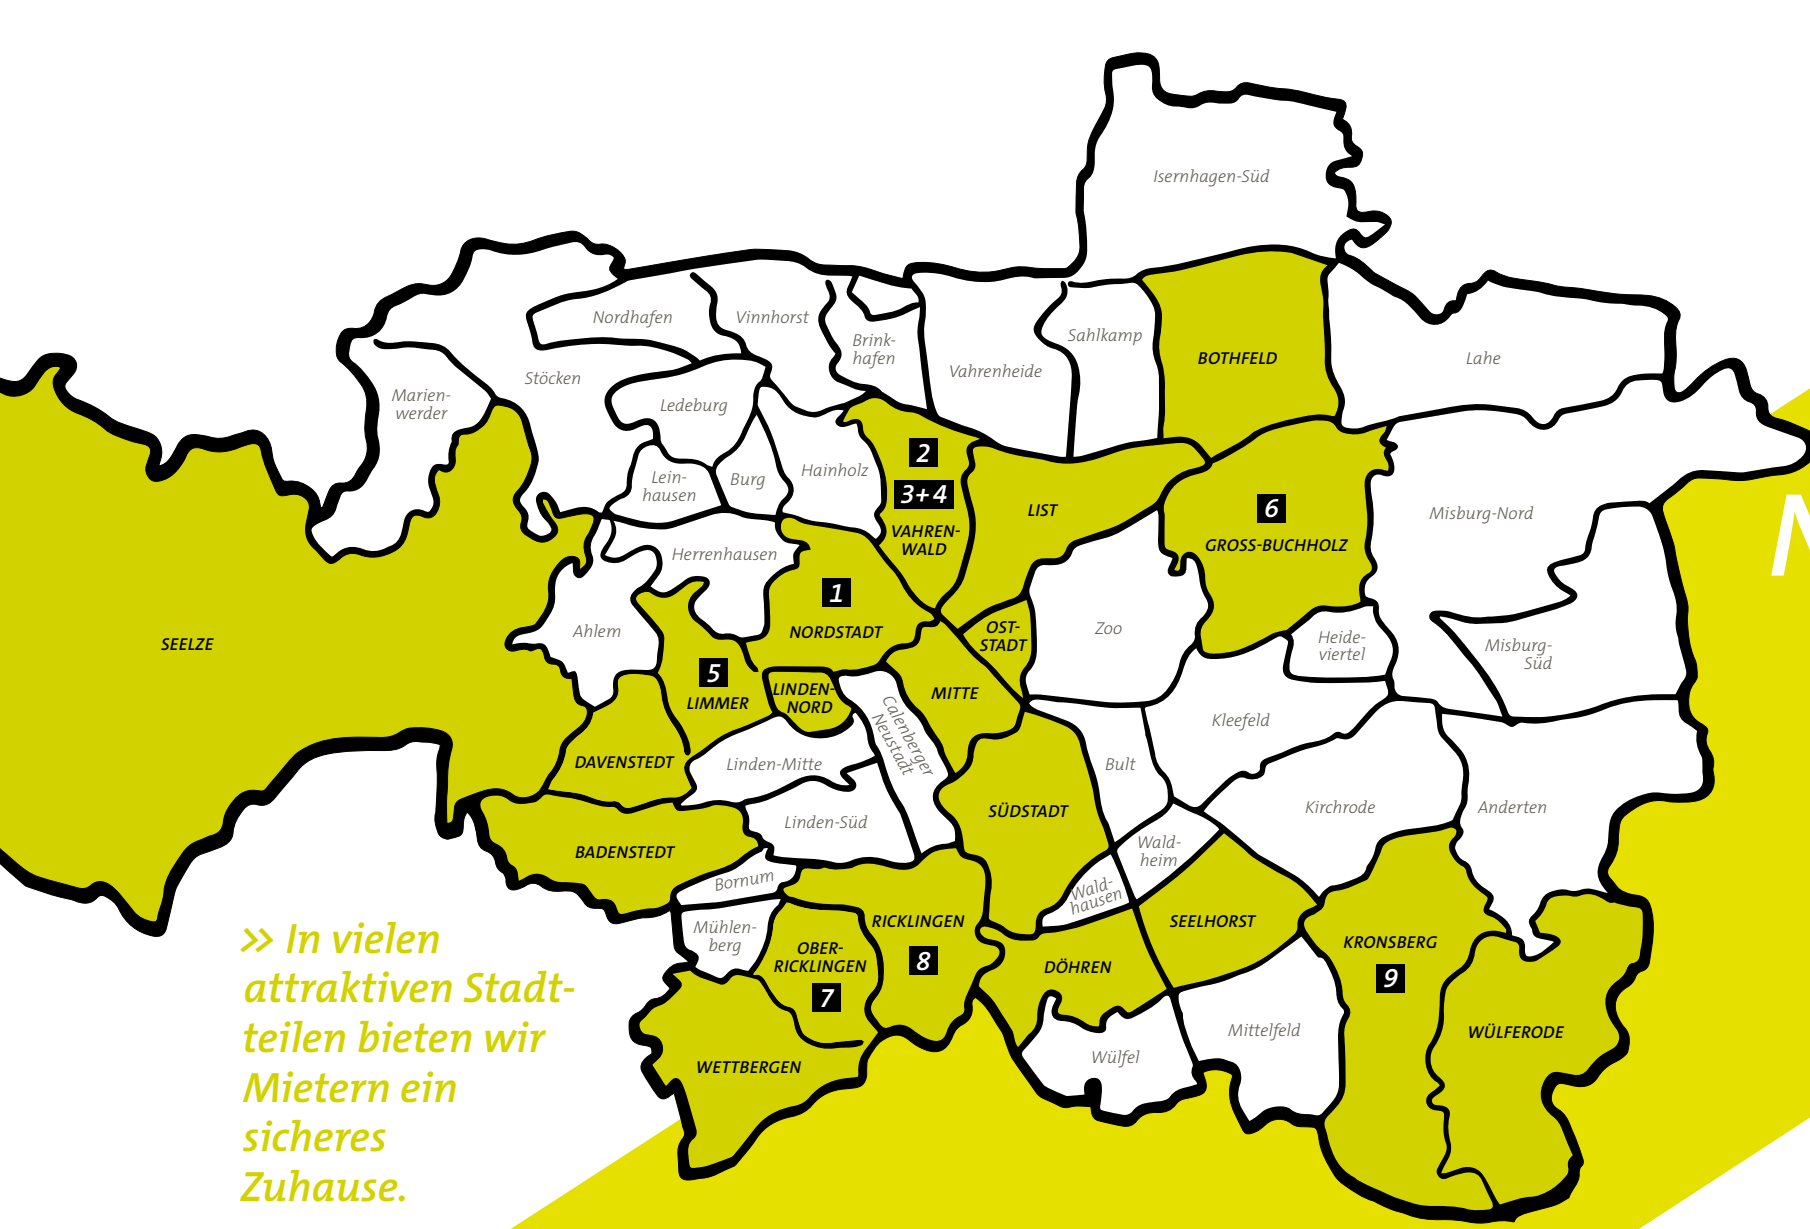 Isernhagen-Süd
Nordhafen
Vinnhorst
Brink-
hafen
Vahrenheide
Sahlkamp
BOTHFELD
Lahe
Stöcken
Marien-
werder
Ledeburg
Lein-
hausen
Burg
Hainholz
2
3+4
VAHREN-
WALD
LIST
6
GROSS-BUCHHOLZ
Misburg-Nord
Herrenhausen
1
NORDSTADT
OST-
STADT
Zoo
Heide-
viertel
Misburg-
Süd
SEELZE
Ahlem
5
LIMMER
LINDEN-
NORD
Calenberger
Neustadt
MITTE
Kleefeld
DAVENSTEDT
Linden-Mitte
Bult
SÜDSTADT
Kirchrode
Anderten
Linden-Süd
BADENSTEDT
Wald-
heim
Bornum
Wald-
hausen
Mühlen-
berg
OBER-
RICKLINGEN
7
RICKLINGEN
8
DÖHREN
SEELHORST
KRONSBERG
9
WETTBERGEN
Wülfel
Mittelfeld
WÜLFERODE
>> In vielen
attraktiven Stadt-
teilen bieten wir
Mietern ein
sicheres
Zuhause.